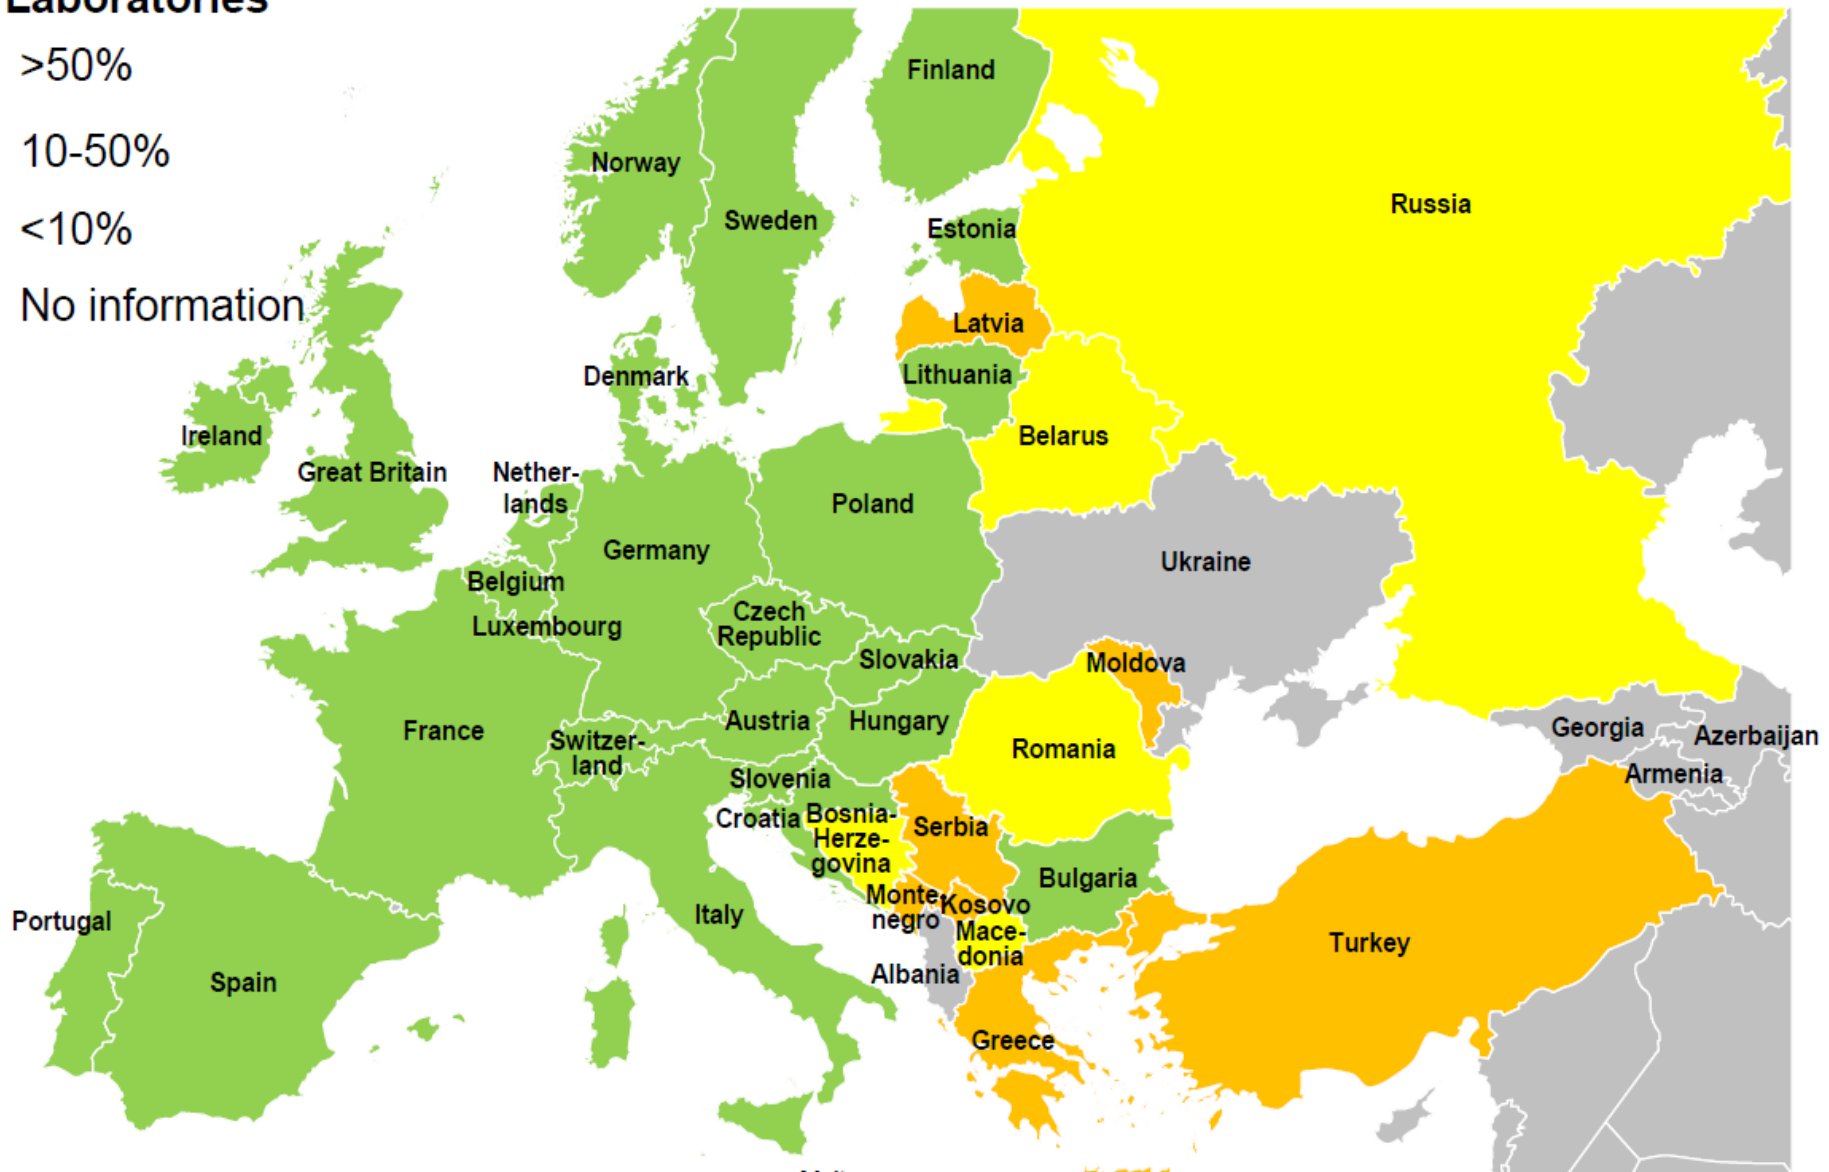 Laboratories
>50%
10-50%
<10%
No information
Finland
Norway
Sweden
Russia
Estonia
Latvia
Denmark
Lithuania
Ireland
Great Britain
Belarus
Nether-
lands
Poland
Germany
Ukraine
Belgium
Luxembourg
Czech
Republic
Slovakia
Moldova
France
Austria
Hungary
Switzer-
land
Romania
Georgia
Azerbaijan
Armenia
Slovenia
Croatia
Bosnia-
Herze-
govina
Serbia
Bulgaria
Monte-
negro
Kosovo
Mace-
donia
Albania
Portugal
Spain
Italy
Turkey
Greece